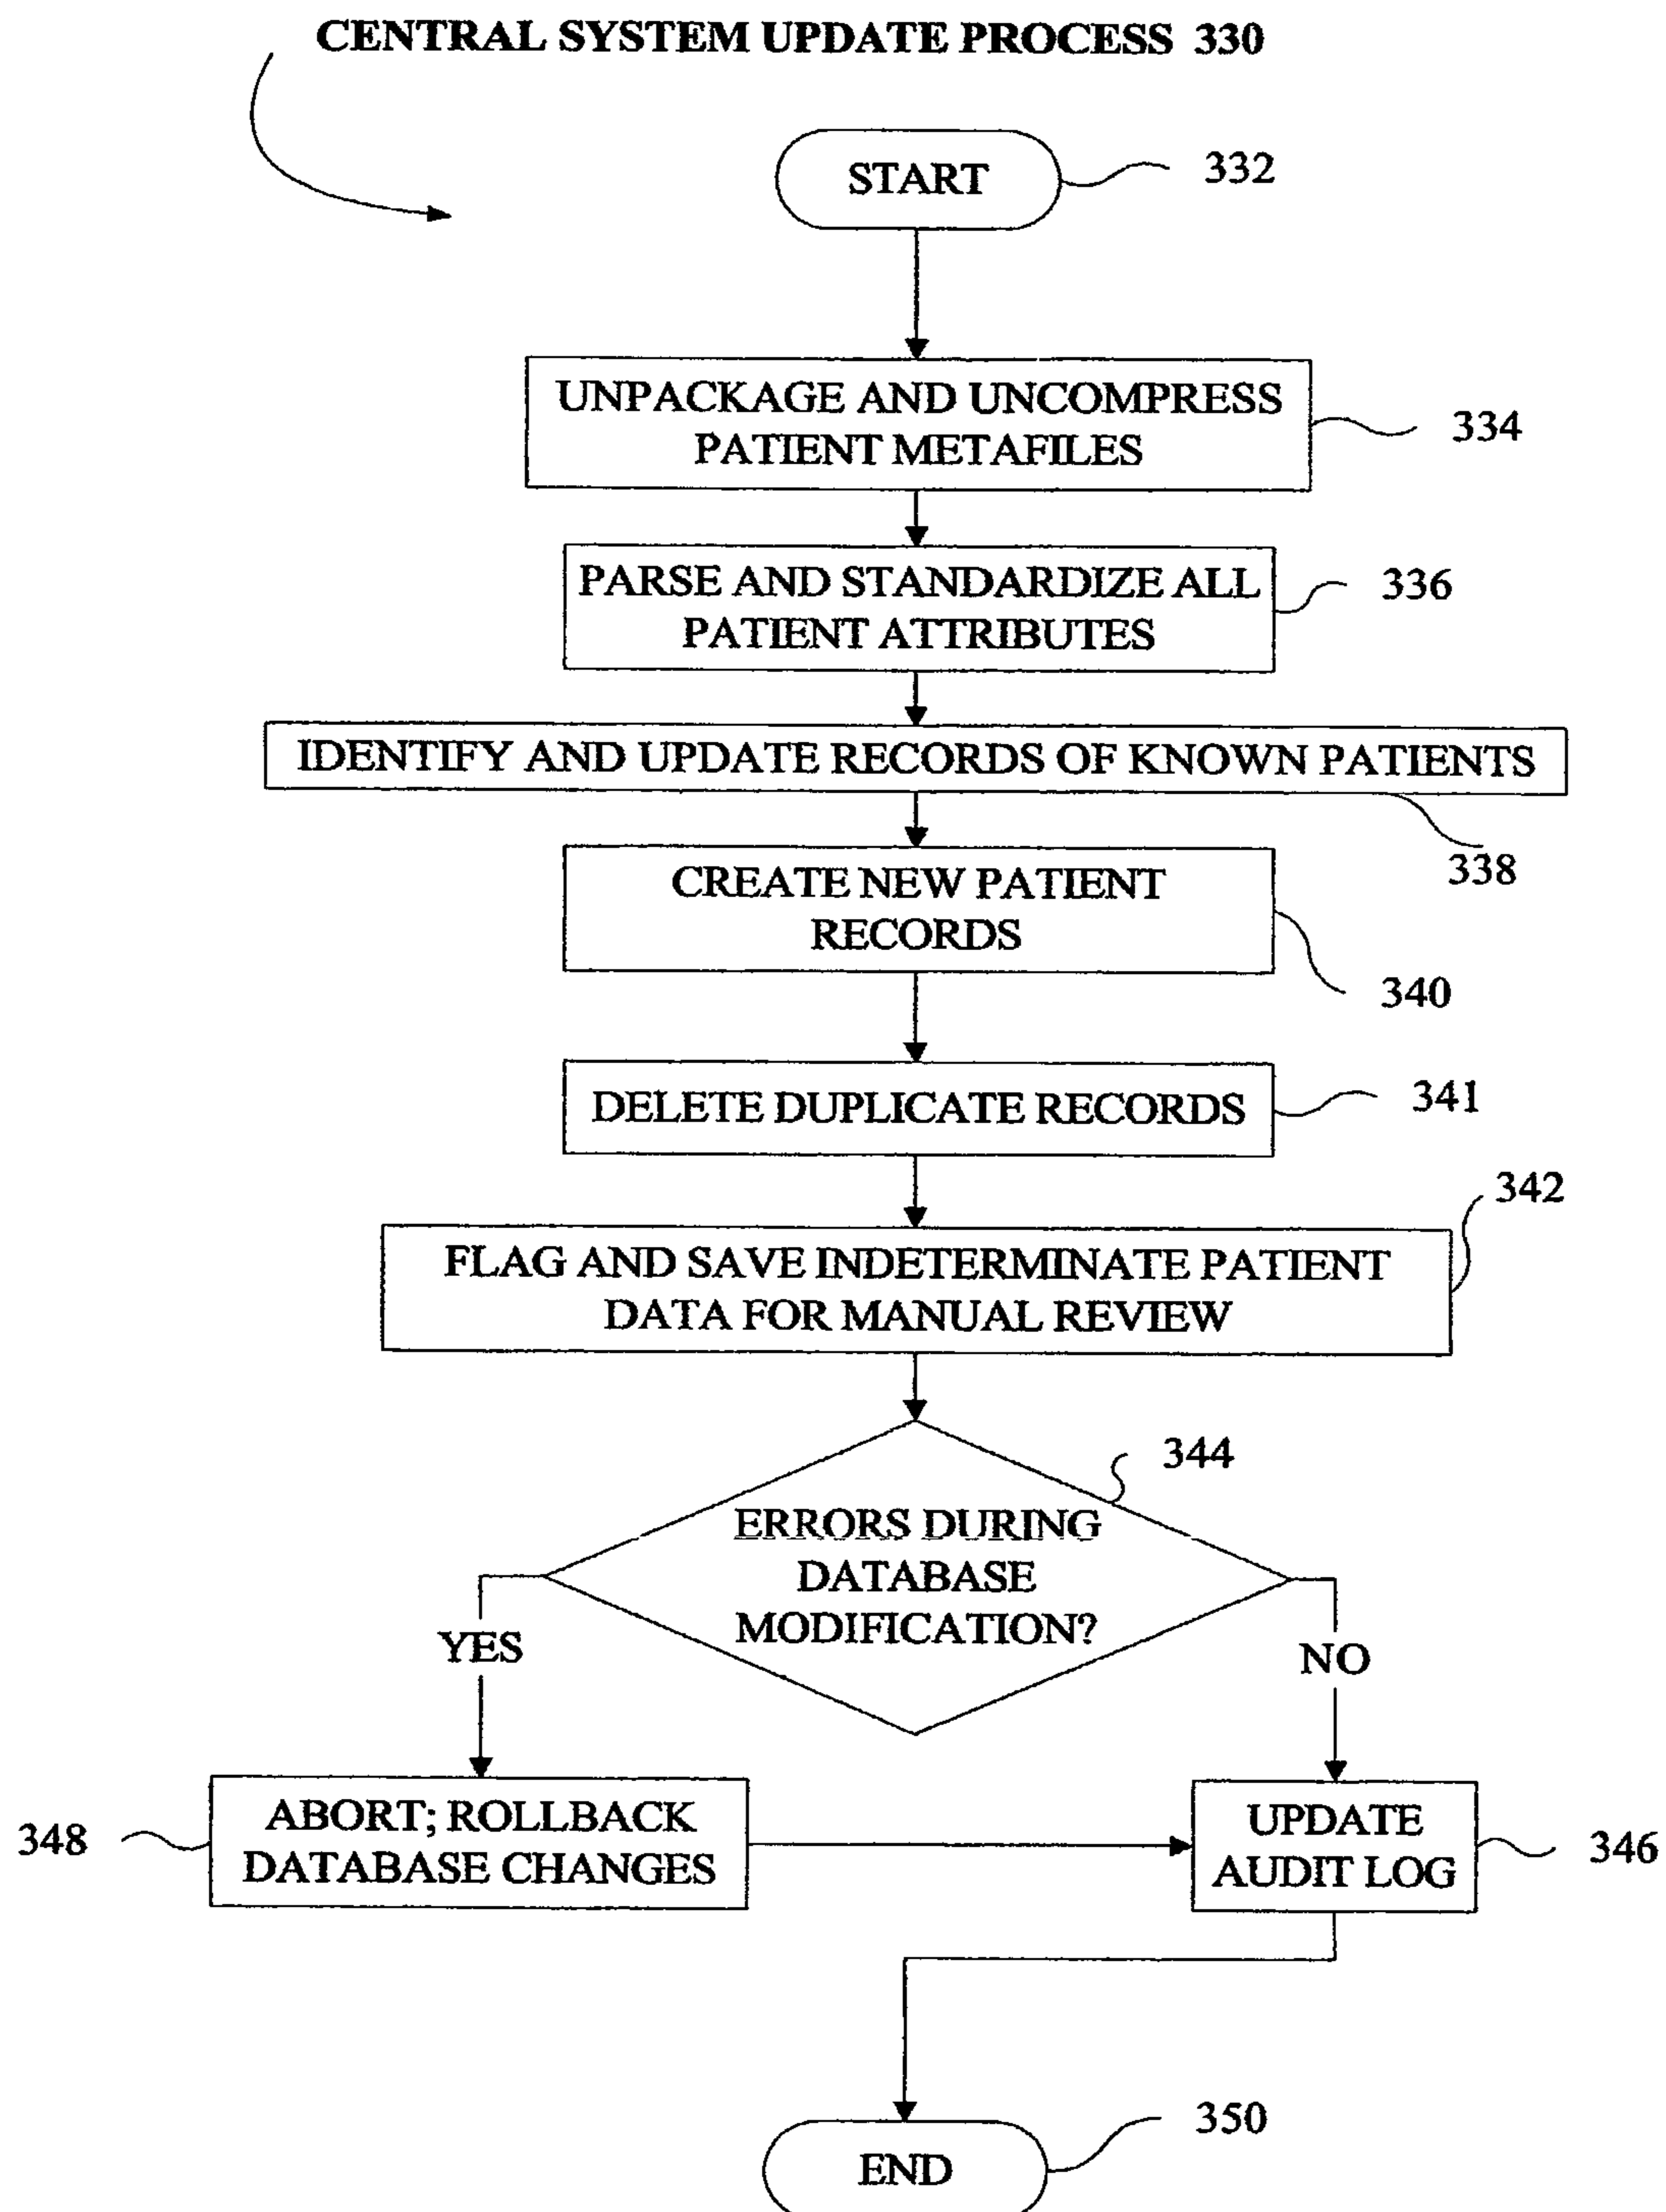 CENTRAL SYSTEM UPDATE PROCESS 330
START
332
UNPACKAGE AND UNCOMPRESS
PATIENT METAFILES
334
PARSE AND STANDARDIZE ALL
PATIENT ATTRIBUTES
336
IDENTIFY AND UPDATE RECORDS OF KNOWN PATIENTS
338
CREATE NEW PATIENT
RECORDS
340
DELETE DUPLICATE RECORDS
341
FLAG AND SAVE INDETERMINATE PATIENT
DATA FOR MANUAL REVIEW
342
ERRORS DURING
DATABASE
MODIFICATION?
344
YES
NO
348
ABORT; ROLLBACK
DATABASE CHANGES
UPDATE
AUDIT LOG
346
END
350